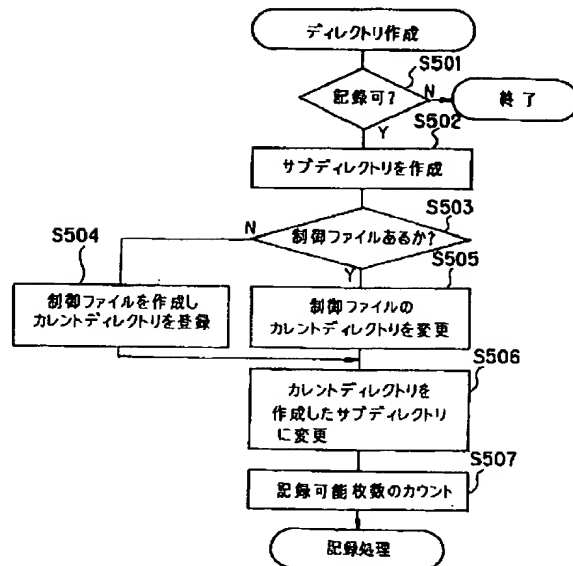 ディレクトリ作成
S501
記録可?
N
終了
Y
S502
サブディレクトリを作成
S503
制御ファイルあるか?
N
Y
S504
S505
制御ファイルを作成し
カレントディレクトリを登録
制御ファイルの
カレントディレクトリを変更
S506
カレントディレクトリを
作成したサブディレクトリ
に変更
S507
記録可能枚数のカウント
記録処理